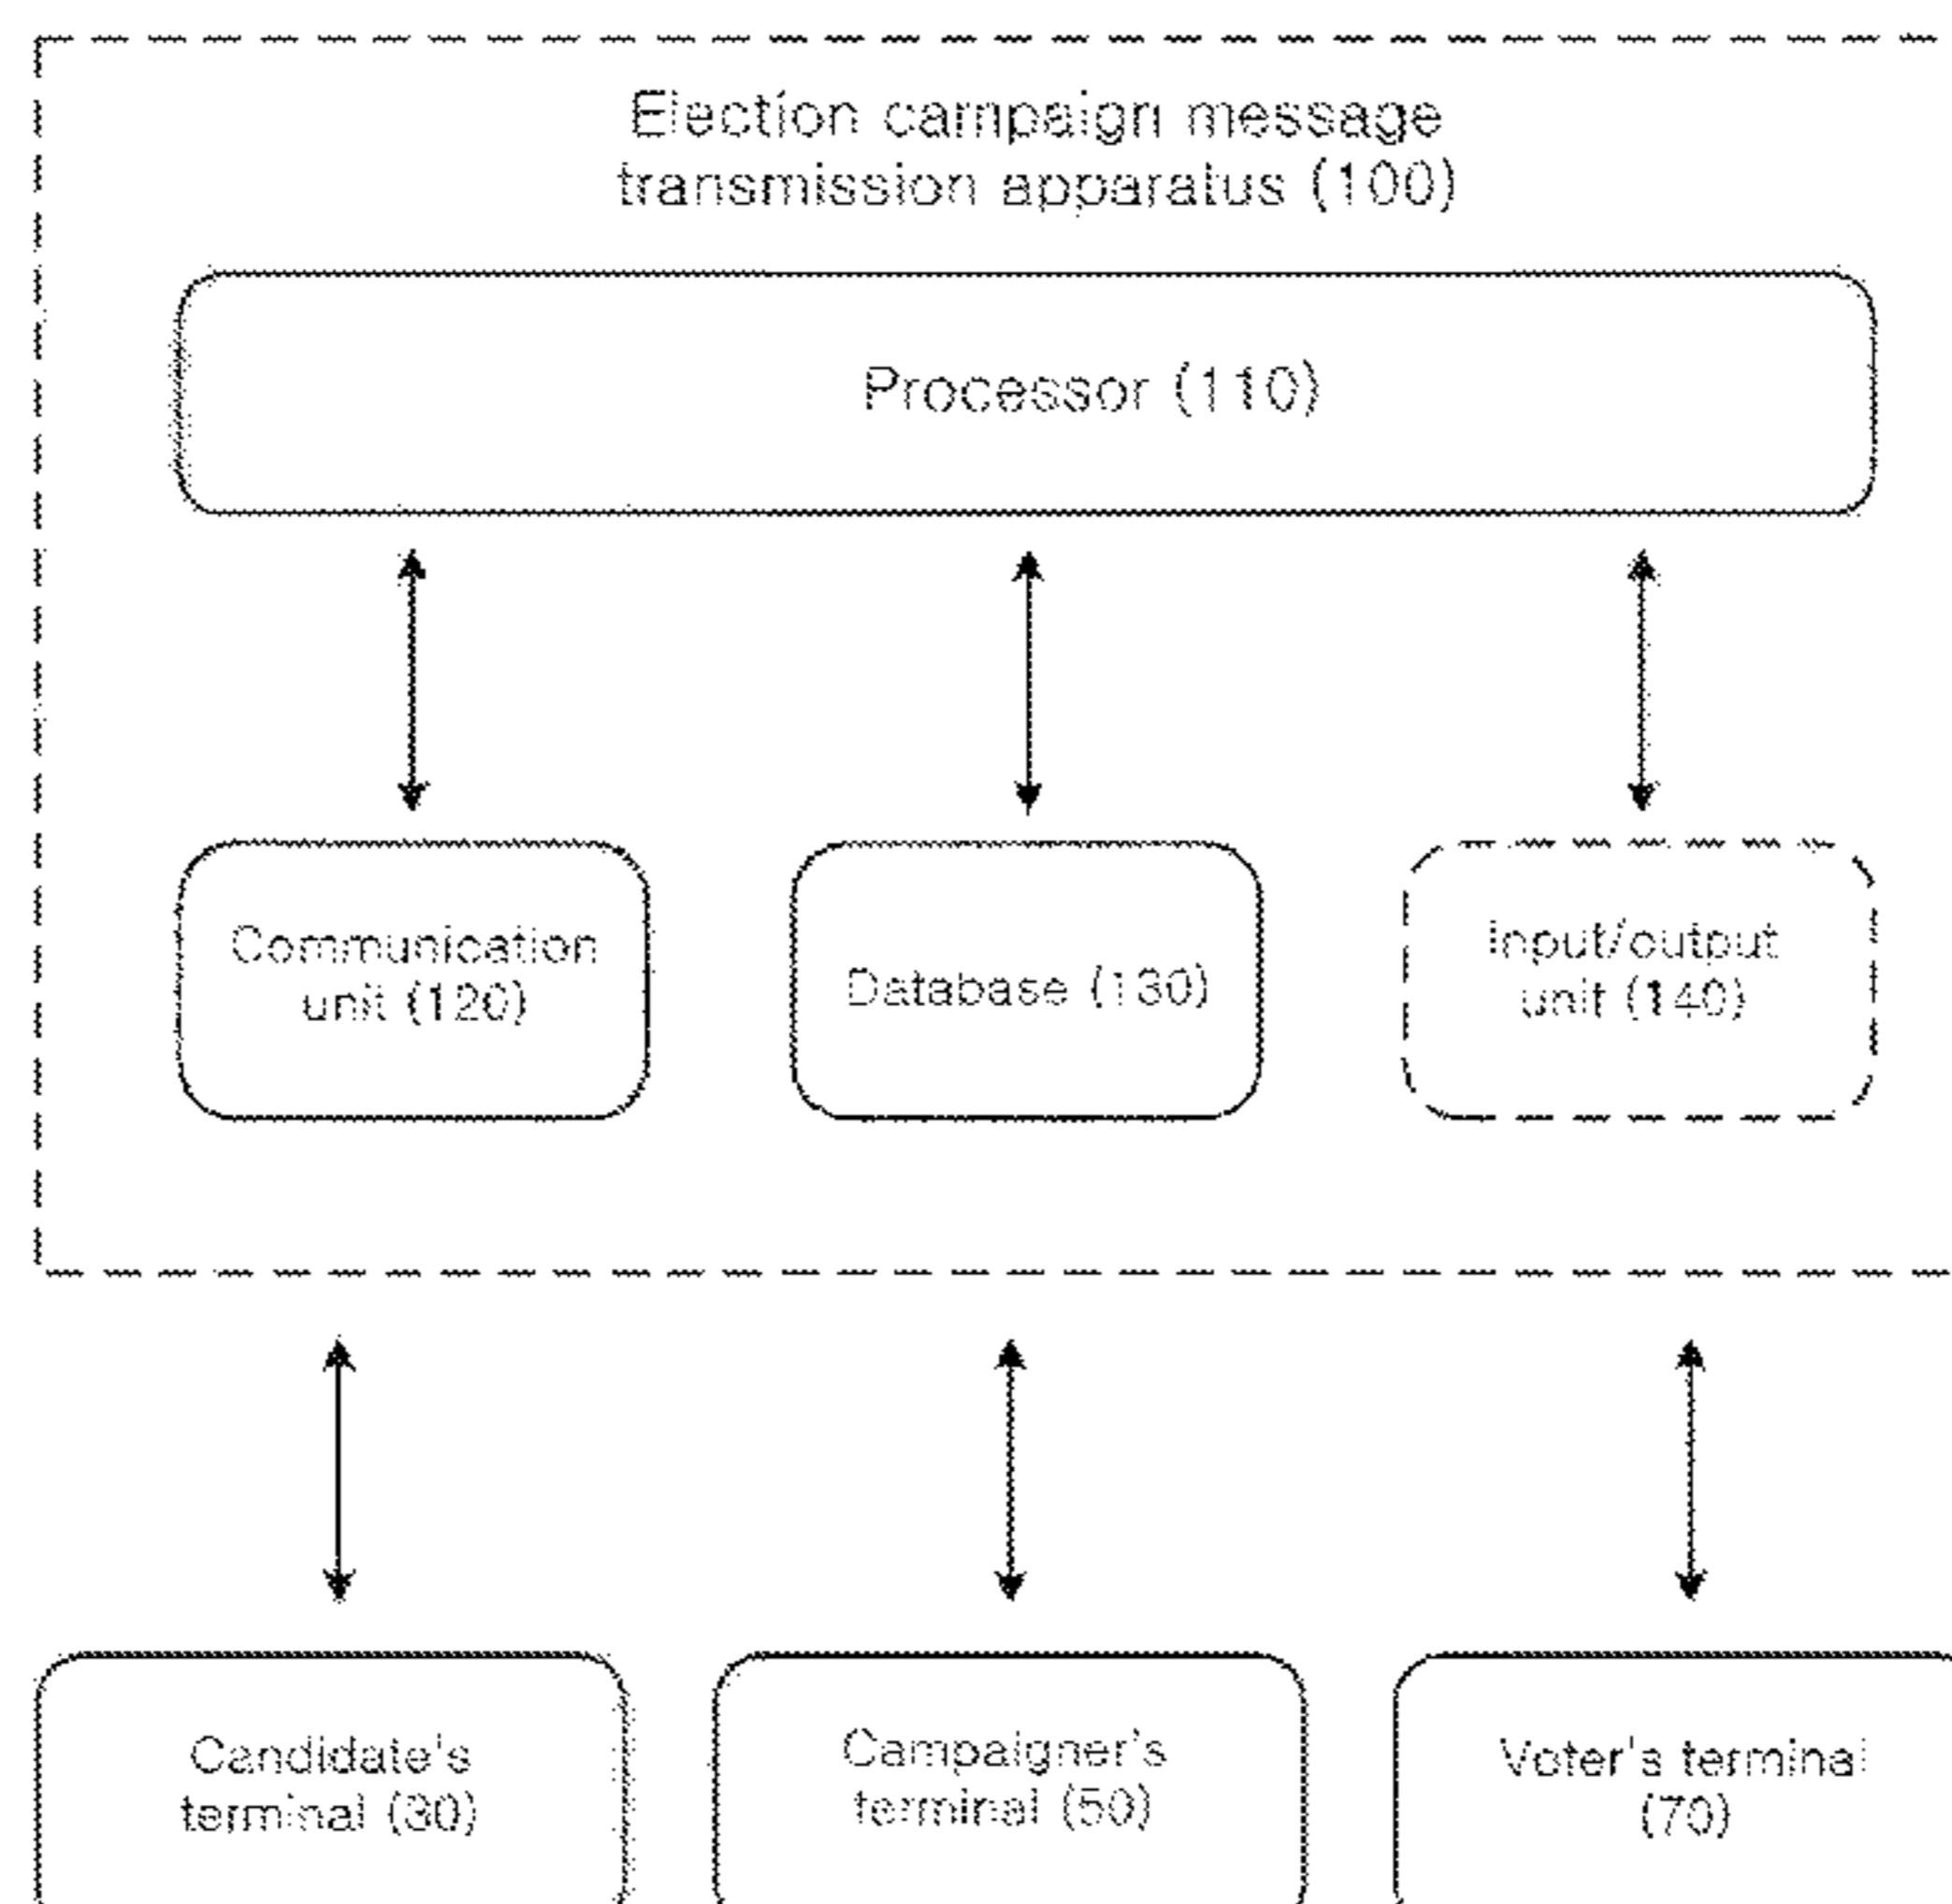 Election campaign message
transmission apparatus (100)
Processor (110)
Communication
unit (120)
Database (130)
Input/output
unit (140)
Candidate's
terminal (30)
Campaigner's
terminal (50)
Voter's terminal
(70)